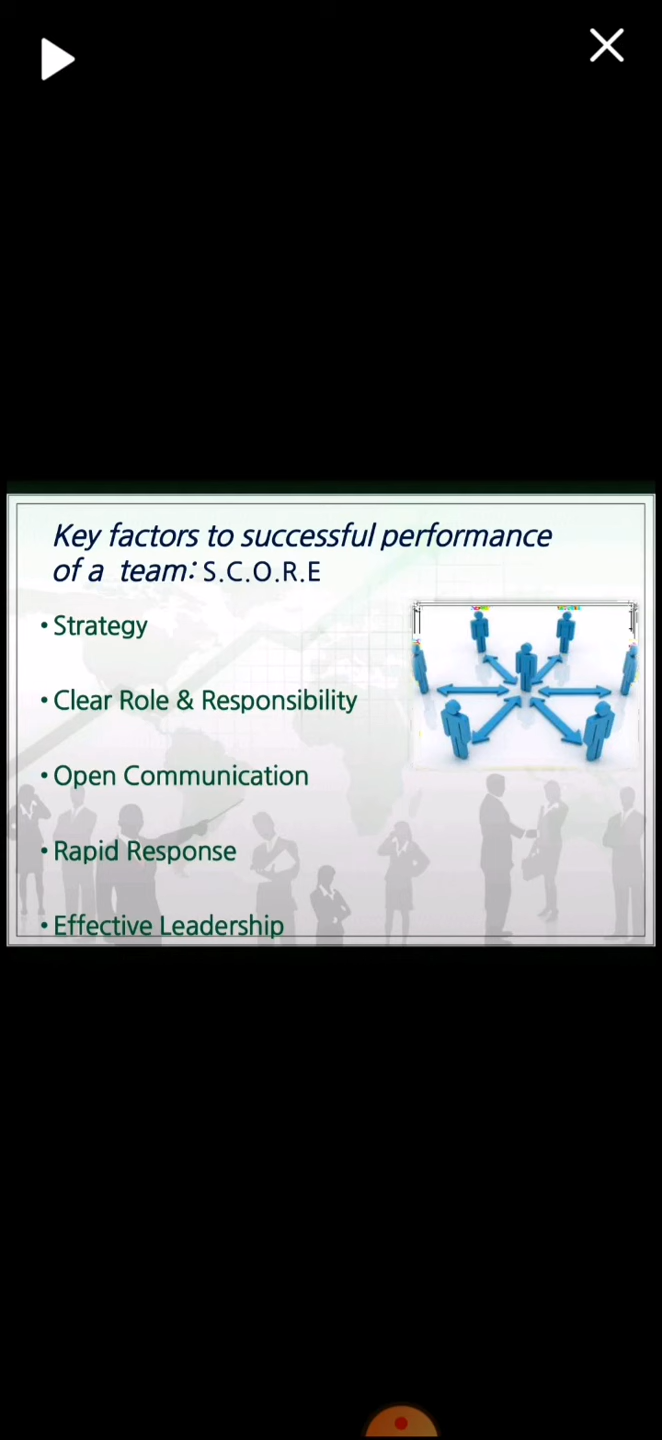 Key factors to successful performance
of a team: S.C.O.R.E
• Strategy
• Clear Role & Responsibility
• Open Communication
• Rapid Response
• Effective Leadership